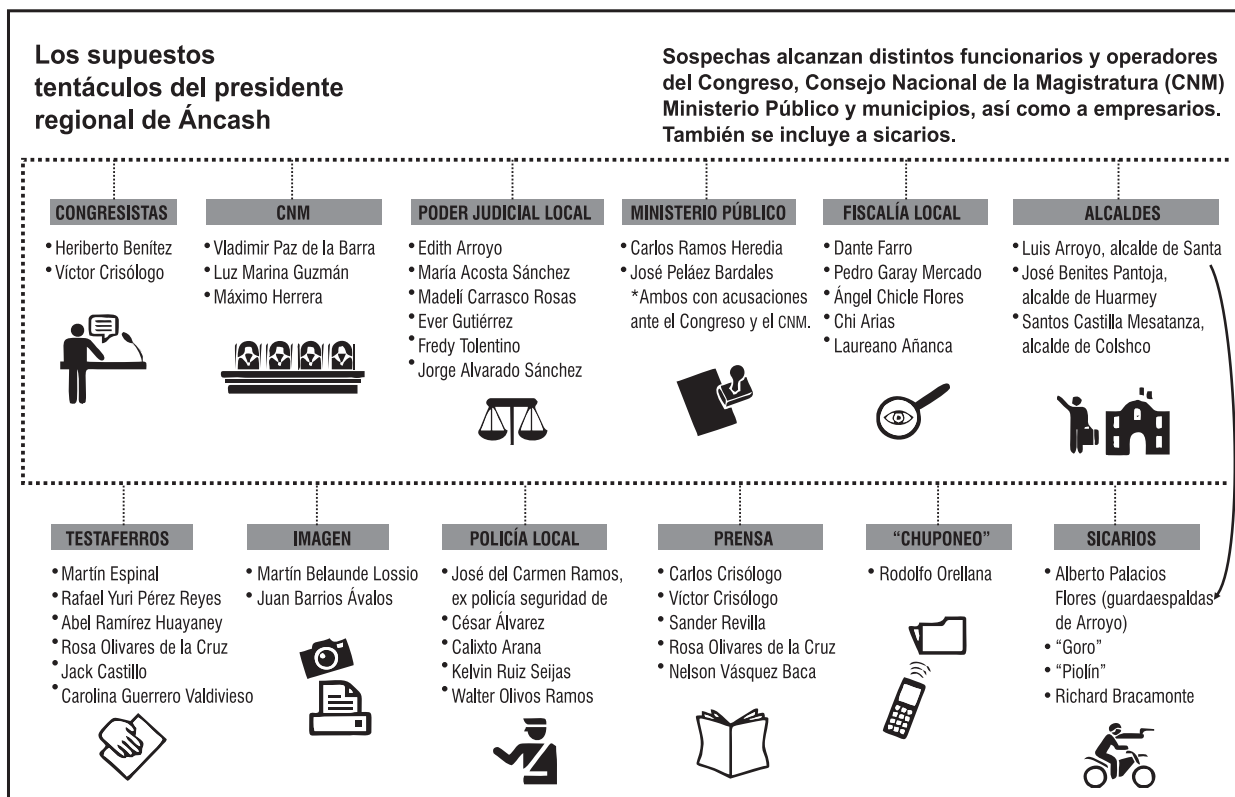 Los supuestos
tentáculos del presidente
regional de Áncash
Sospechas alcanzan distintos funcionarios y operadores
del Congreso, Consejo Nacional de la Magistratura (CNM)
Ministerio Público y municipios, así como a empresarios.
También se incluye a sicarios.
CONGRESISTAS
• Heriberto Benítez
• Víctor Crisólogo
CNM
• Vladimir Paz de la Barra
• Luz Marina Guzmán
• Máximo Herrera
PODER JUDICIAL LOCAL
• Edith Arroyo
• María Acosta Sánchez
• Madelí Carrasco Rosas
• Ever Gutiérrez
• Fredy Tolentino
• Jorge Alvarado Sánchez
MINISTERIO PÚBLICO
• Carlos Ramos Heredia
• José Peláez Bardales
*Ambos con acusaciones
ante el Congreso y el CNM.
FISCALÍA LOCAL
• Dante Farro
• Pedro Garay Mercado
• Ángel Chicle Flores
• Chi Arias
• Laureano Añanca
ALCALDES
• Luis Arroyo, alcalde de Santa
• José Benites Pantoja,
alcalde de Huarmey
• Santos Castilla Mesatanza,
alcalde de Colshco
TESTAFERROS
• Martín Espinal
• Rafael Yuri Pérez Reyes
• Abel Ramírez Huayaney
• Rosa Olivares de la Cruz
• Jack Castillo
• Carolina Guerrero Valdivieso
IMAGEN
• Martín Belaunde Lossio
• Juan Barrios Ávalos
POLICÍA LOCAL
• José del Carmen Ramos,
ex policía seguridad de
• César Álvarez
• Calixto Arana
• Kelvin Ruiz Seijas
• Walter Olivos Ramos
PRENSA
• Carlos Crisólogo
• Víctor Crisólogo
• Sander Revilla
• Rosa Olivares de la Cruz
• Nelson Vásquez Baca
“CHUPONEO”
• Rodolfo Orellana
SICARIOS
• Alberto Palacios
Flores (guardaespaldas
de Arroyo)
• “Goro”
• “Piolín”
• Richard Bracamonte